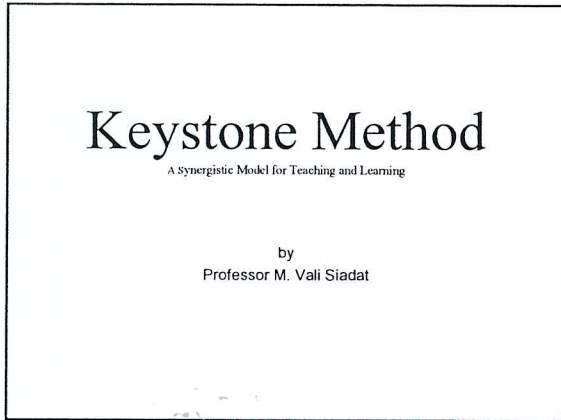 Keystone Method
A Synergistic Model for Teaching and Learning
by
Professor M. Vali Siadat